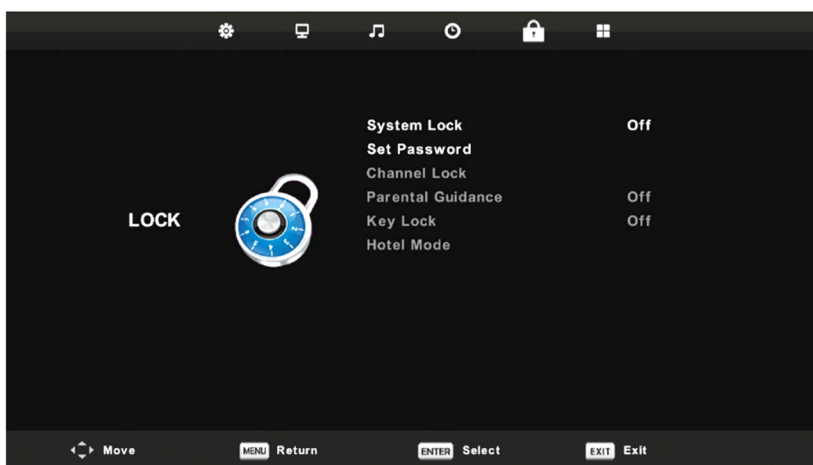 System Lock Off
Set Password
Channel Lock
Parental Guidance Off
LOCK
Key Lock Off
Hotel Mode
Move MENU Return ENTER Select EXIT Exit